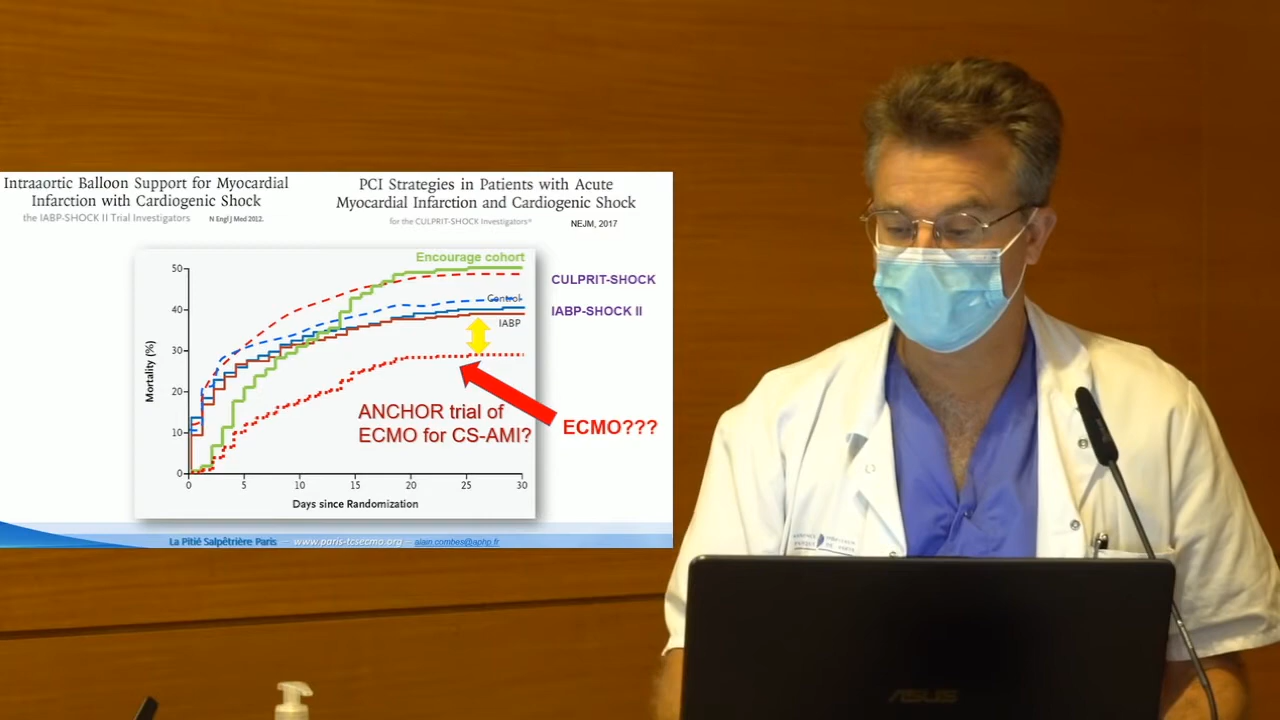 Intraaortic Balloon Support for Myocardial
Infarction with Cardiogenic Shock
the IABP-SHOCK II Trial Investigators N Engl J Med 2012.
PCI Strategies in Patients with Acute
Myocardial Infarction and Cardiogenic Shock
for the CULPRIT-SHOCK Investigators*
NEJM, 2017
Encourage cohort
CULPRIT-SHOCK
Control
IABP-SHOCK II
IABP
Mortality (%)
50
40
30
20
10
0
ANCHOR trial of
ECMO for CS-AMI?
ECMO???
0 5 10 15 20 25 30
Days since Randomization
La Pitié Salpêtrière Paris – www.paris-tcsecmo.org – alain.combes@aphp.fr
ASUS